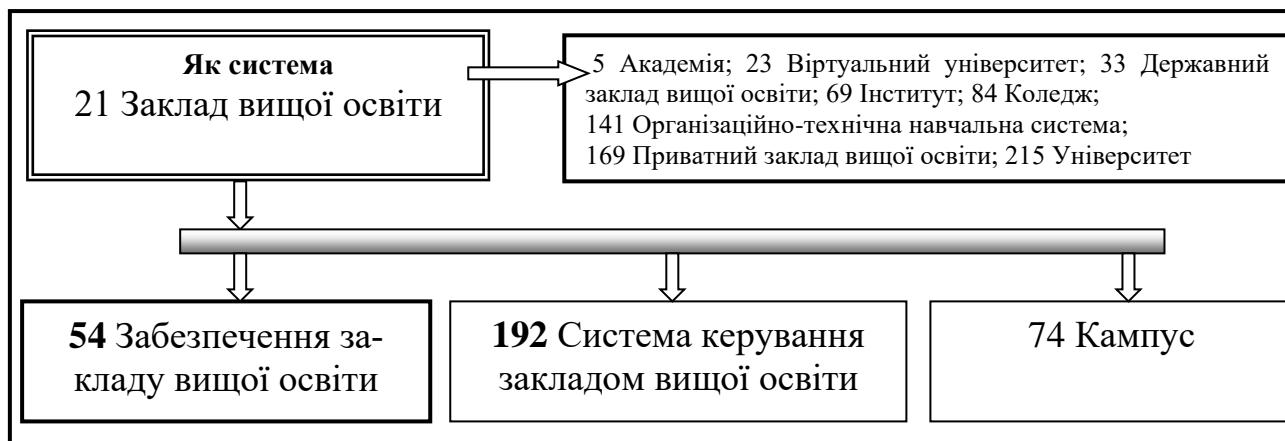 Як система
21 Заклад вищої освіти
5 Академія; 23 Віртуальний університет; 33 Державний
заклад вищої освіти; 69 Інститут; 84 Коледж;
141 Організаційно-технічна навчальна система;
169 Приватний заклад вищої освіти; 215 Університет
54 Забезпечення за-
кладу вищої освіти
192 Система керування
закладом вищої освіти
74 Кампус